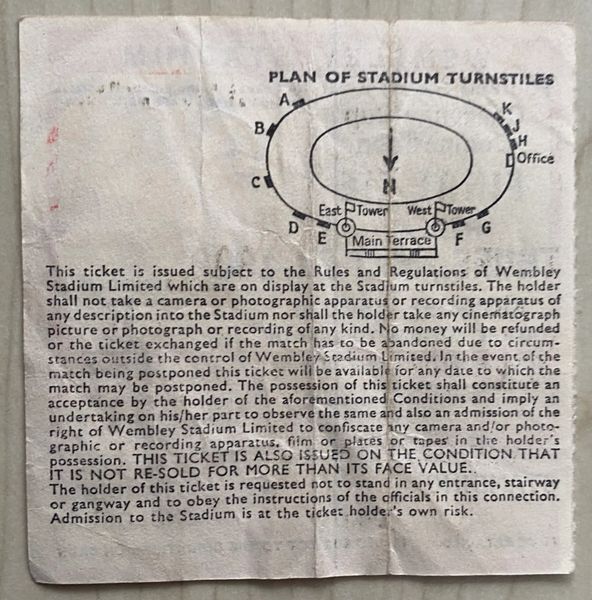 PLAN OF STADIUM TURNSTILES
A
K
B
J
H
Office
C
N
East Tower
West Tower
D
E
F
G
Main Terrace
This ticket is issued subject to the Rules and Regulations of Wembley
Stadium Limited which are on display at the Stadium turnstiles. The holder
shall not take a camera or photographic apparatus or recording apparatus of
any description into the Stadium nor shall the holder take any cinematograph
picture or photograph or recording of any kind. No money will be refunded
or the ticket exchanged if the match has to be abandoned due to circum-
stances outside the control of Wembley Stadium Limited. In the event of the
match being postponed this ticket will be available for any date to which the
match may be postponed. The possession of this ticket shall constitute an
acceptance by the holder of the aforementioned Conditions and imply an
undertaking on his/her part to observe the same and also an admission of the
right of Wembley Stadium Limited to confiscate any camera and/or photo-
graphic or recording apparatus, film or plates or tapes in the holder's
possession. THIS TICKET IS ALSO ISSUED ON THE CONDITION THAT
IT IS NOT RE-SOLD FOR MORE THAN ITS FACE VALUE.
The holder of this ticket is requested not to stand in any entrance, stairway
or gangway and to obey the instructions of the officials in this connection.
Admission to the Stadium is at the ticket holder's own risk.